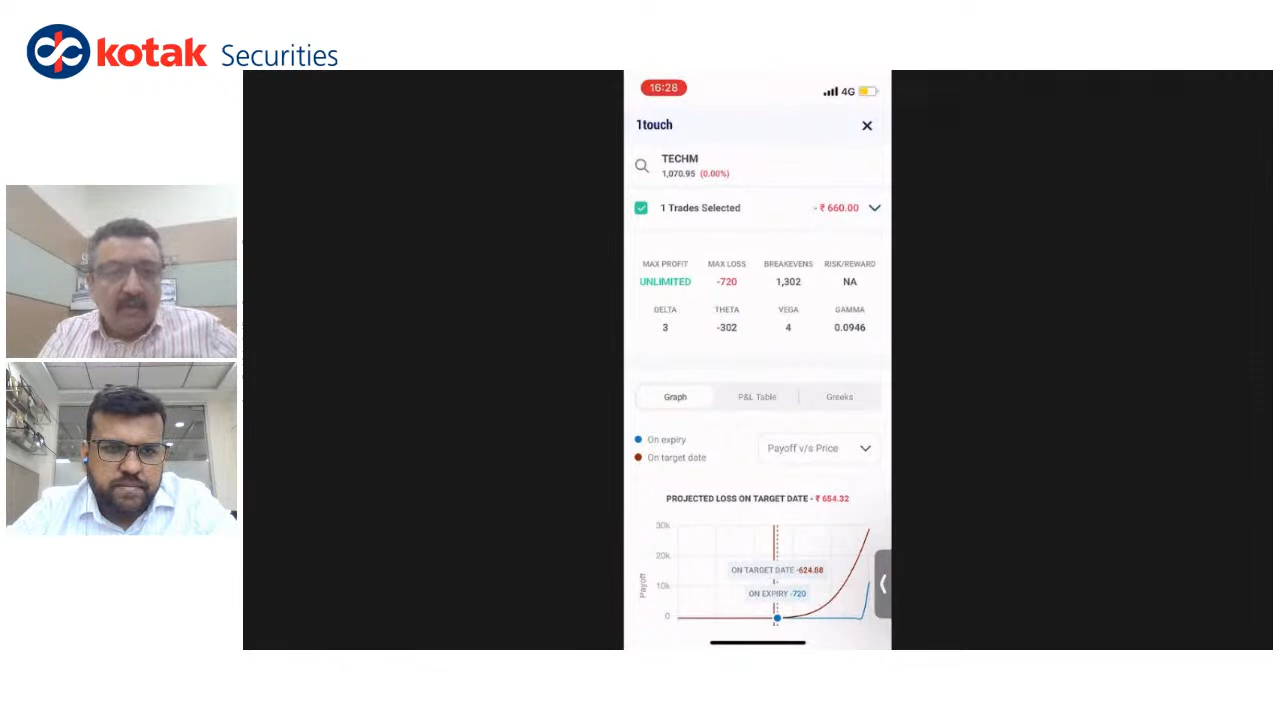 kotak Securities
16:28
4G
1touch
TECHM
1,070.95 (0.00%)
1 Trades Selected - ₹ 660.00
MAX PROFIT MAX LOSS BREAKEVENS RISK/REWARD
UNLIMITED -720 1,302 NA
DELTA THETA VEGA GAMMA
3 -302 4 0.0946
Graph P&L Table Greeks
On expiry
On target date
Payoff v/s Price
PROJECTED LOSS ON TARGET DATE - ₹ 654.32
30k
20k
10k
0
Payoff
ON TARGET DATE -624.68
ON EXPIRY -720